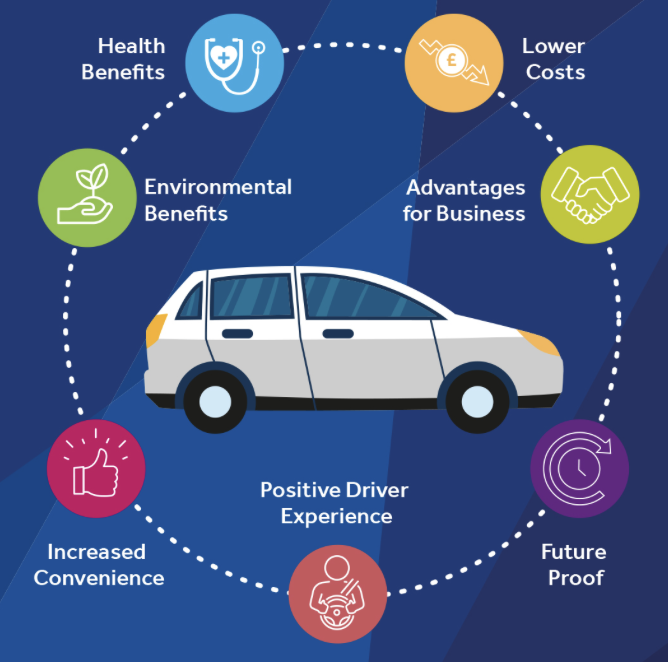 Health
Benefits
Lower
Costs
Environmental
Benefits
Advantages
for Business
£
Increased
Convenience
Positive Driver
Experience
Future
Proof